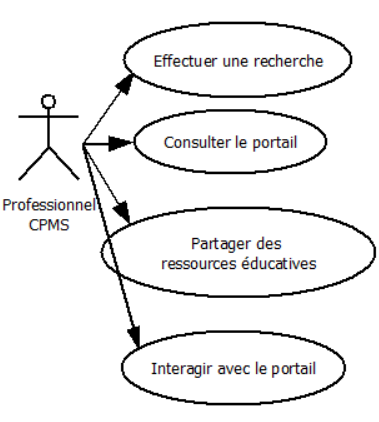 Effectuer une recherche
Consulter le portail
Professionnel
CPMS
Partager des
ressources éducatives
Interagir avec le portail